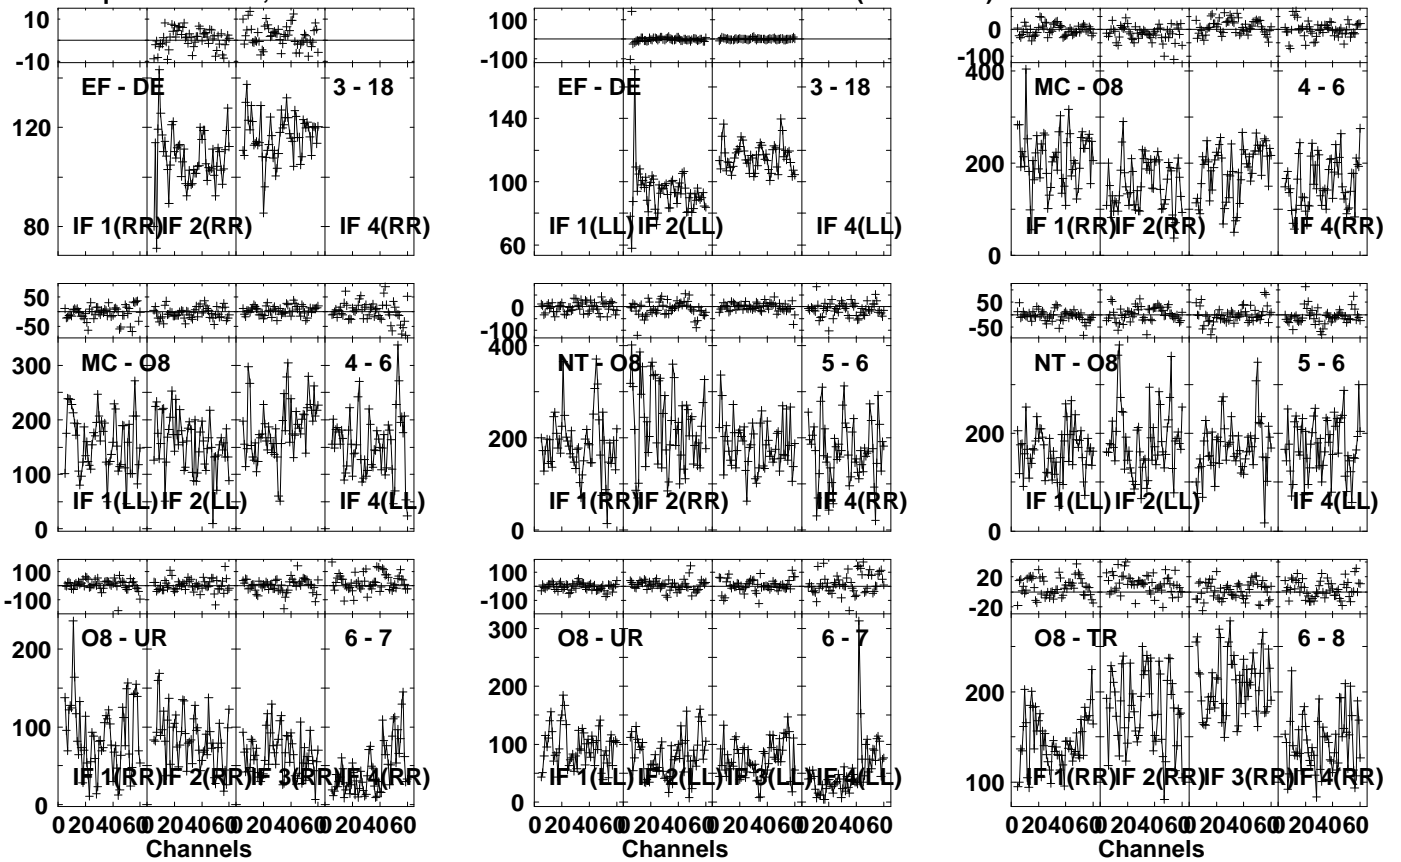 10
-10
EF - DE
3 - 18
120
80
IF 1(RR)
IF 2(RR)
IF 4(RR)
100
-100
EF - DE
3 - 18
140
100
60
IF 1(LL)
IF 2(LL)
IF 4(LL)
0
-100
400
MC - O8
4 - 6
200
0
IF 1(RR)
IF 2(RR)
IF 4(RR)
50
-50
MC - O8
4 - 6
300
200
100
0
IF 1(LL)
IF 2(LL)
IF 4(LL)
0
-100
400
NT - O8
5 - 6
200
0
IF 1(RR)
IF 2(RR)
IF 4(RR)
50
-50
NT - O8
5 - 6
200
0
IF 1(LL)
IF 2(LL)
IF 4(LL)
100
-100
O8 - UR
6 - 7
200
100
0
IF 1(RR)
IF 2(RR)
IF 3(RR)
IF 4(RR)
0 204060 0 204060 0 204060 0 204060
Channels
100
-100
O8 - UR
6 - 7
300
200
100
0
IF 1(LL)
IF 2(LL)
IF 3(LL)
IF 4(LL)
0 204060 0 204060 0 204060 0 204060
Channels
20
-20
O8 - TR
6 - 8
200
100
IF 1(RR)
IF 2(RR)
IF 3(RR)
IF 4(RR)
0 204060 0 204060 0 204060 0 204060
Channels